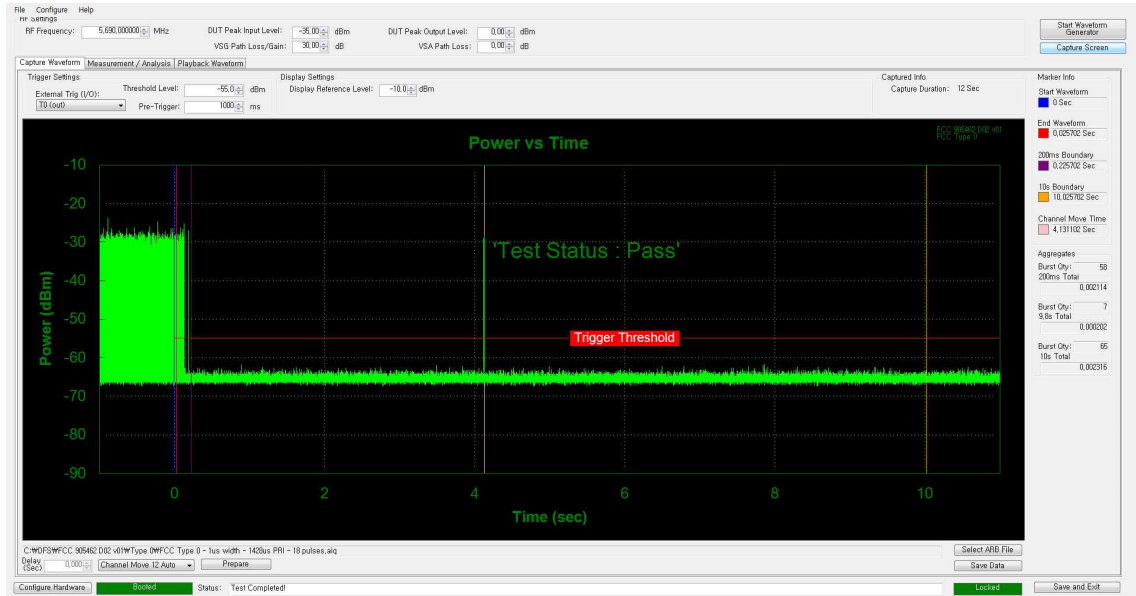 File Configure Help
RF Settings
RF Frequency: 5,690,000000 MHz DUT Peak Input Level: -35,00 dBm DUT Peak Output Level: 0,00 dBm
VSG Path Loss/Gain: 30,00 dB VSA Path Loss: 0,00 dB
Start Waveform Generator
Capture Screen
Capture Waveform Measurement / Analysis Playback Waveform
Trigger Settings
External Trig (I/O):
T0 (out)
Threshold Level: -55,0 dBm
Pre-Trigger: 1000 ms
Display Settings
Display Reference Level: -10,0 dBm
Captured Info
Capture Duration: 12 Sec
FCC 905462 D02 v01
FCC Type 0
Power vs Time
'Test Status : Pass'
Trigger Threshold
Power (dBm)
-10
-20
-30
-40
-50
-60
-70
-80
-90
0 2 4 6 8 10
Time (sec)
Marker Info
Start Waveform
0 Sec
End Waveform
0,025702 Sec
200ms Boundary
0,225702 Sec
10s Boundary
10,025702 Sec
Channel Move Time
4,131102 Sec
Aggregates
Burst Qty: 58
200ms Total
0,002114
Burst Qty: 7
9,8s Total
0,000202
Burst Qty: 65
10s Total
0,002316
C:₩DFS₩FCC 905462 D02 v01₩Type 0₩FCC Type 0 - 1us width - 1428us PRI - 18 pulses,aiq
Select ARB File
Delay (Sec) 0,000 Channel Move 12 Auto Prepare
Save Data
Configure Hardware Booted Status: Test Completed! Locked Save and Exit